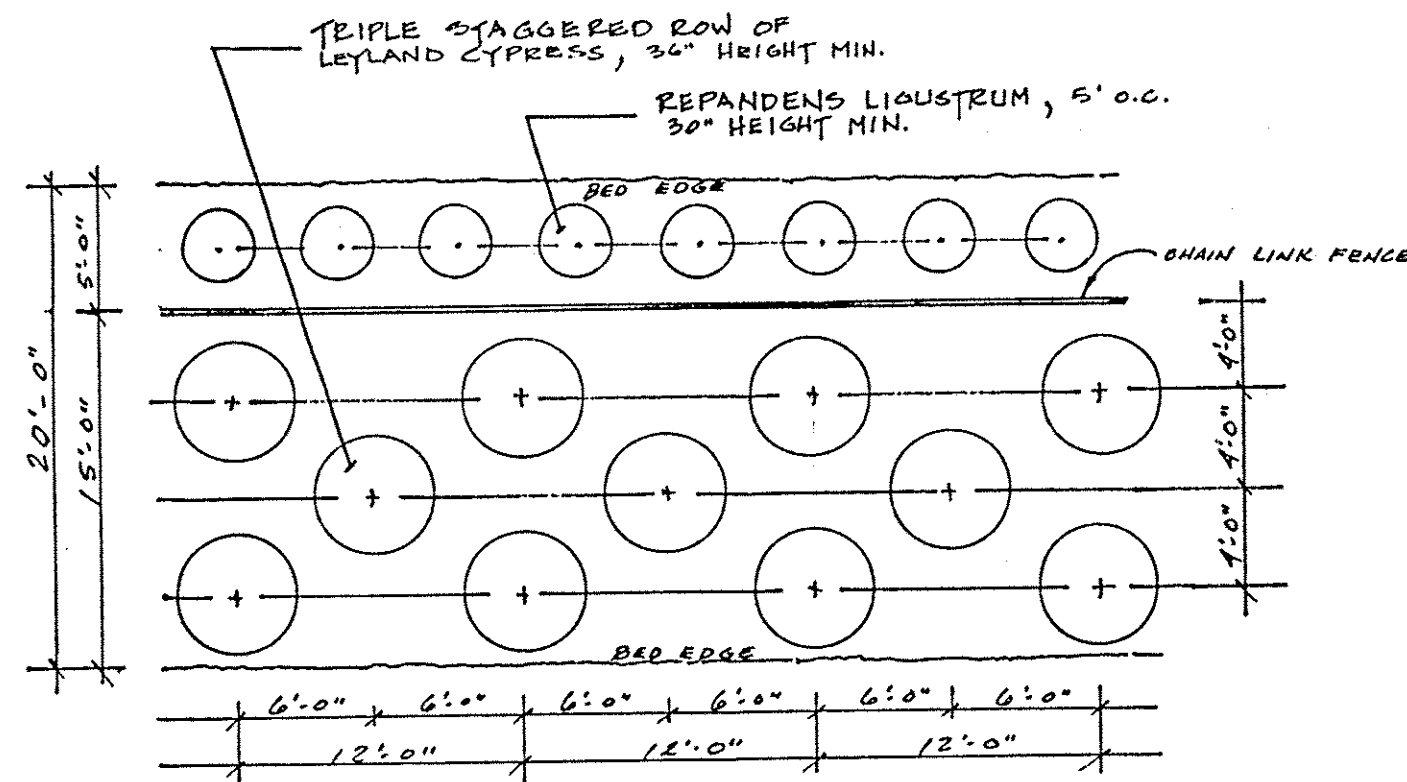 TRIPLE STAGGERED ROW OF
LEYLAND CYPRESS, 36" HEIGHT MIN.
REPANDENS LIGUSTRUM, 5' O.C.
30" HEIGHT MIN.
BED EDGE
CHAIN LINK FENCE
5'-0"
20'-0"
15'-0"
4'-0"
4'-0"
4'-0"
BED EDGE
6'-0" 6'-0" 6'-0" 6'-0" 6'-0" 6'-0"
12'-0" 12'-0" 12'-0"